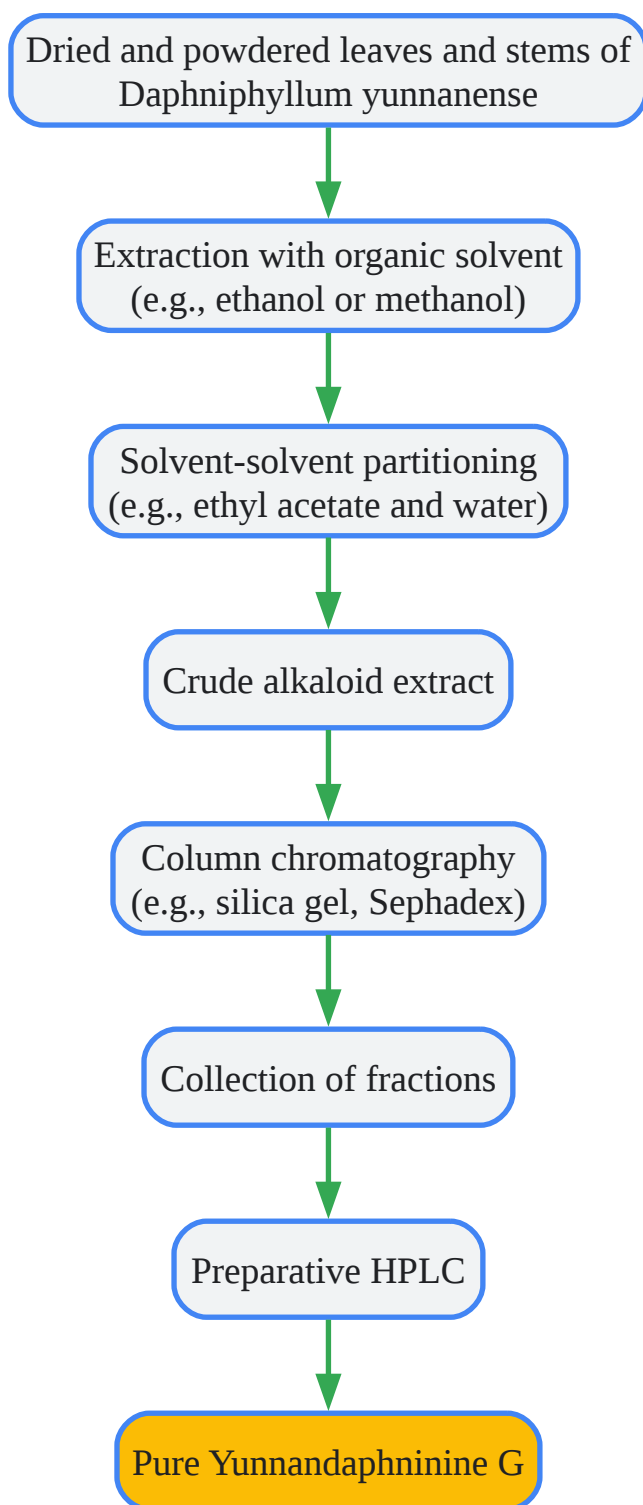 Dried and powdered leaves and stems of
Daphniphyllum yunnanense
Extraction with organic solvent
(e.g., ethanol or methanol)
Solvent-solvent partitioning
(e.g., ethyl acetate and water)
Crude alkaloid extract
Column chromatography
(e.g., silica gel, Sephadex)
Collection of fractions
Preparative HPLC
Pure Yunnandaphninine G